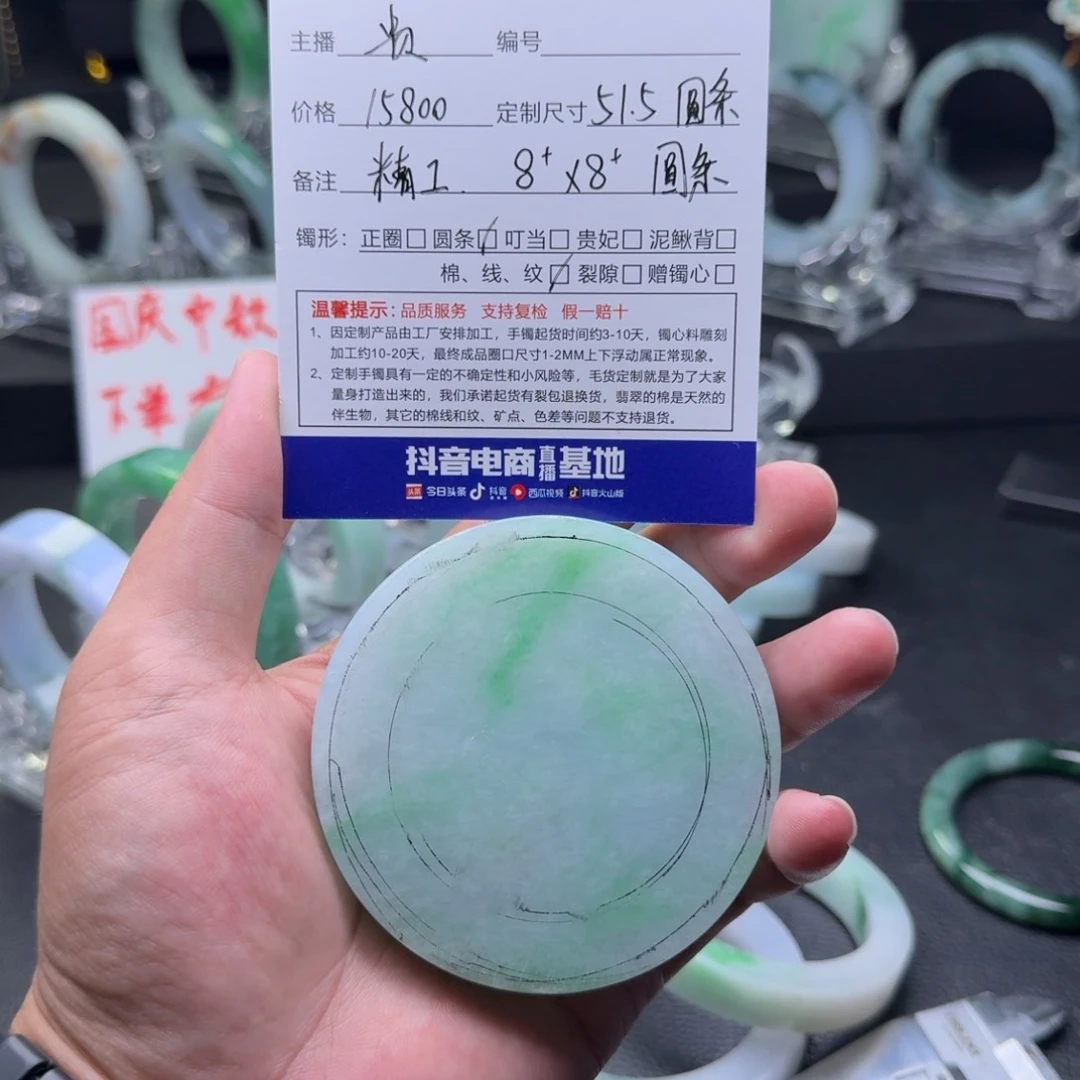 主播 编号
价格 15800 定制尺寸 51.5 圆条
备注 精工. 8⁺x8⁺ 圆条
镯形：正圈□ 圆条□ 叮当□ 贵妃□ 泥鳅背□
棉、线、纹□ 裂隙□ 赠镯心□
温馨提示：品质服务 支持复检 假一赔十
1、因定制产品由工厂安排加工，手镯起货时间约3-10天，镯心料雕刻
加工约10-20天，最终成品圈口尺寸1-2MM上下浮动属正常现象。
2、定制手镯具有一定的不确定性和小风险等，毛货定制就是为了大家
量身打造出来的，我们承诺起货有裂包退换货，翡翠的棉是天然的
伴生物，其它的棉线和纹、矿点、色差等问题不支持退货。
抖音电商直播基地
头条 今日头条 抖音 西瓜视频 抖音火山版
国庆中秋
下单